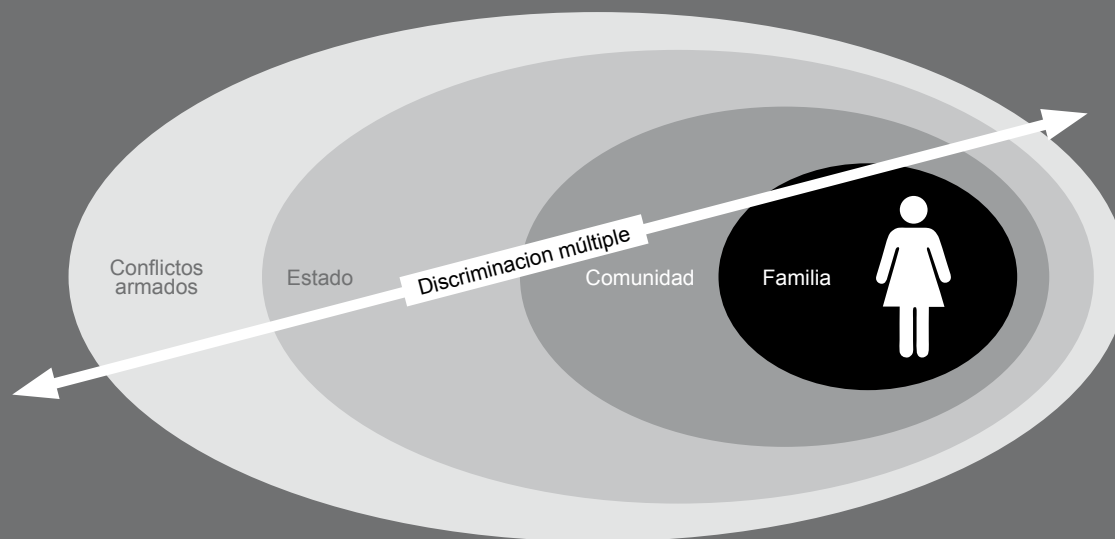 Discriminacion múltiple
Conflictos
armados
Estado
Comunidad
Familia